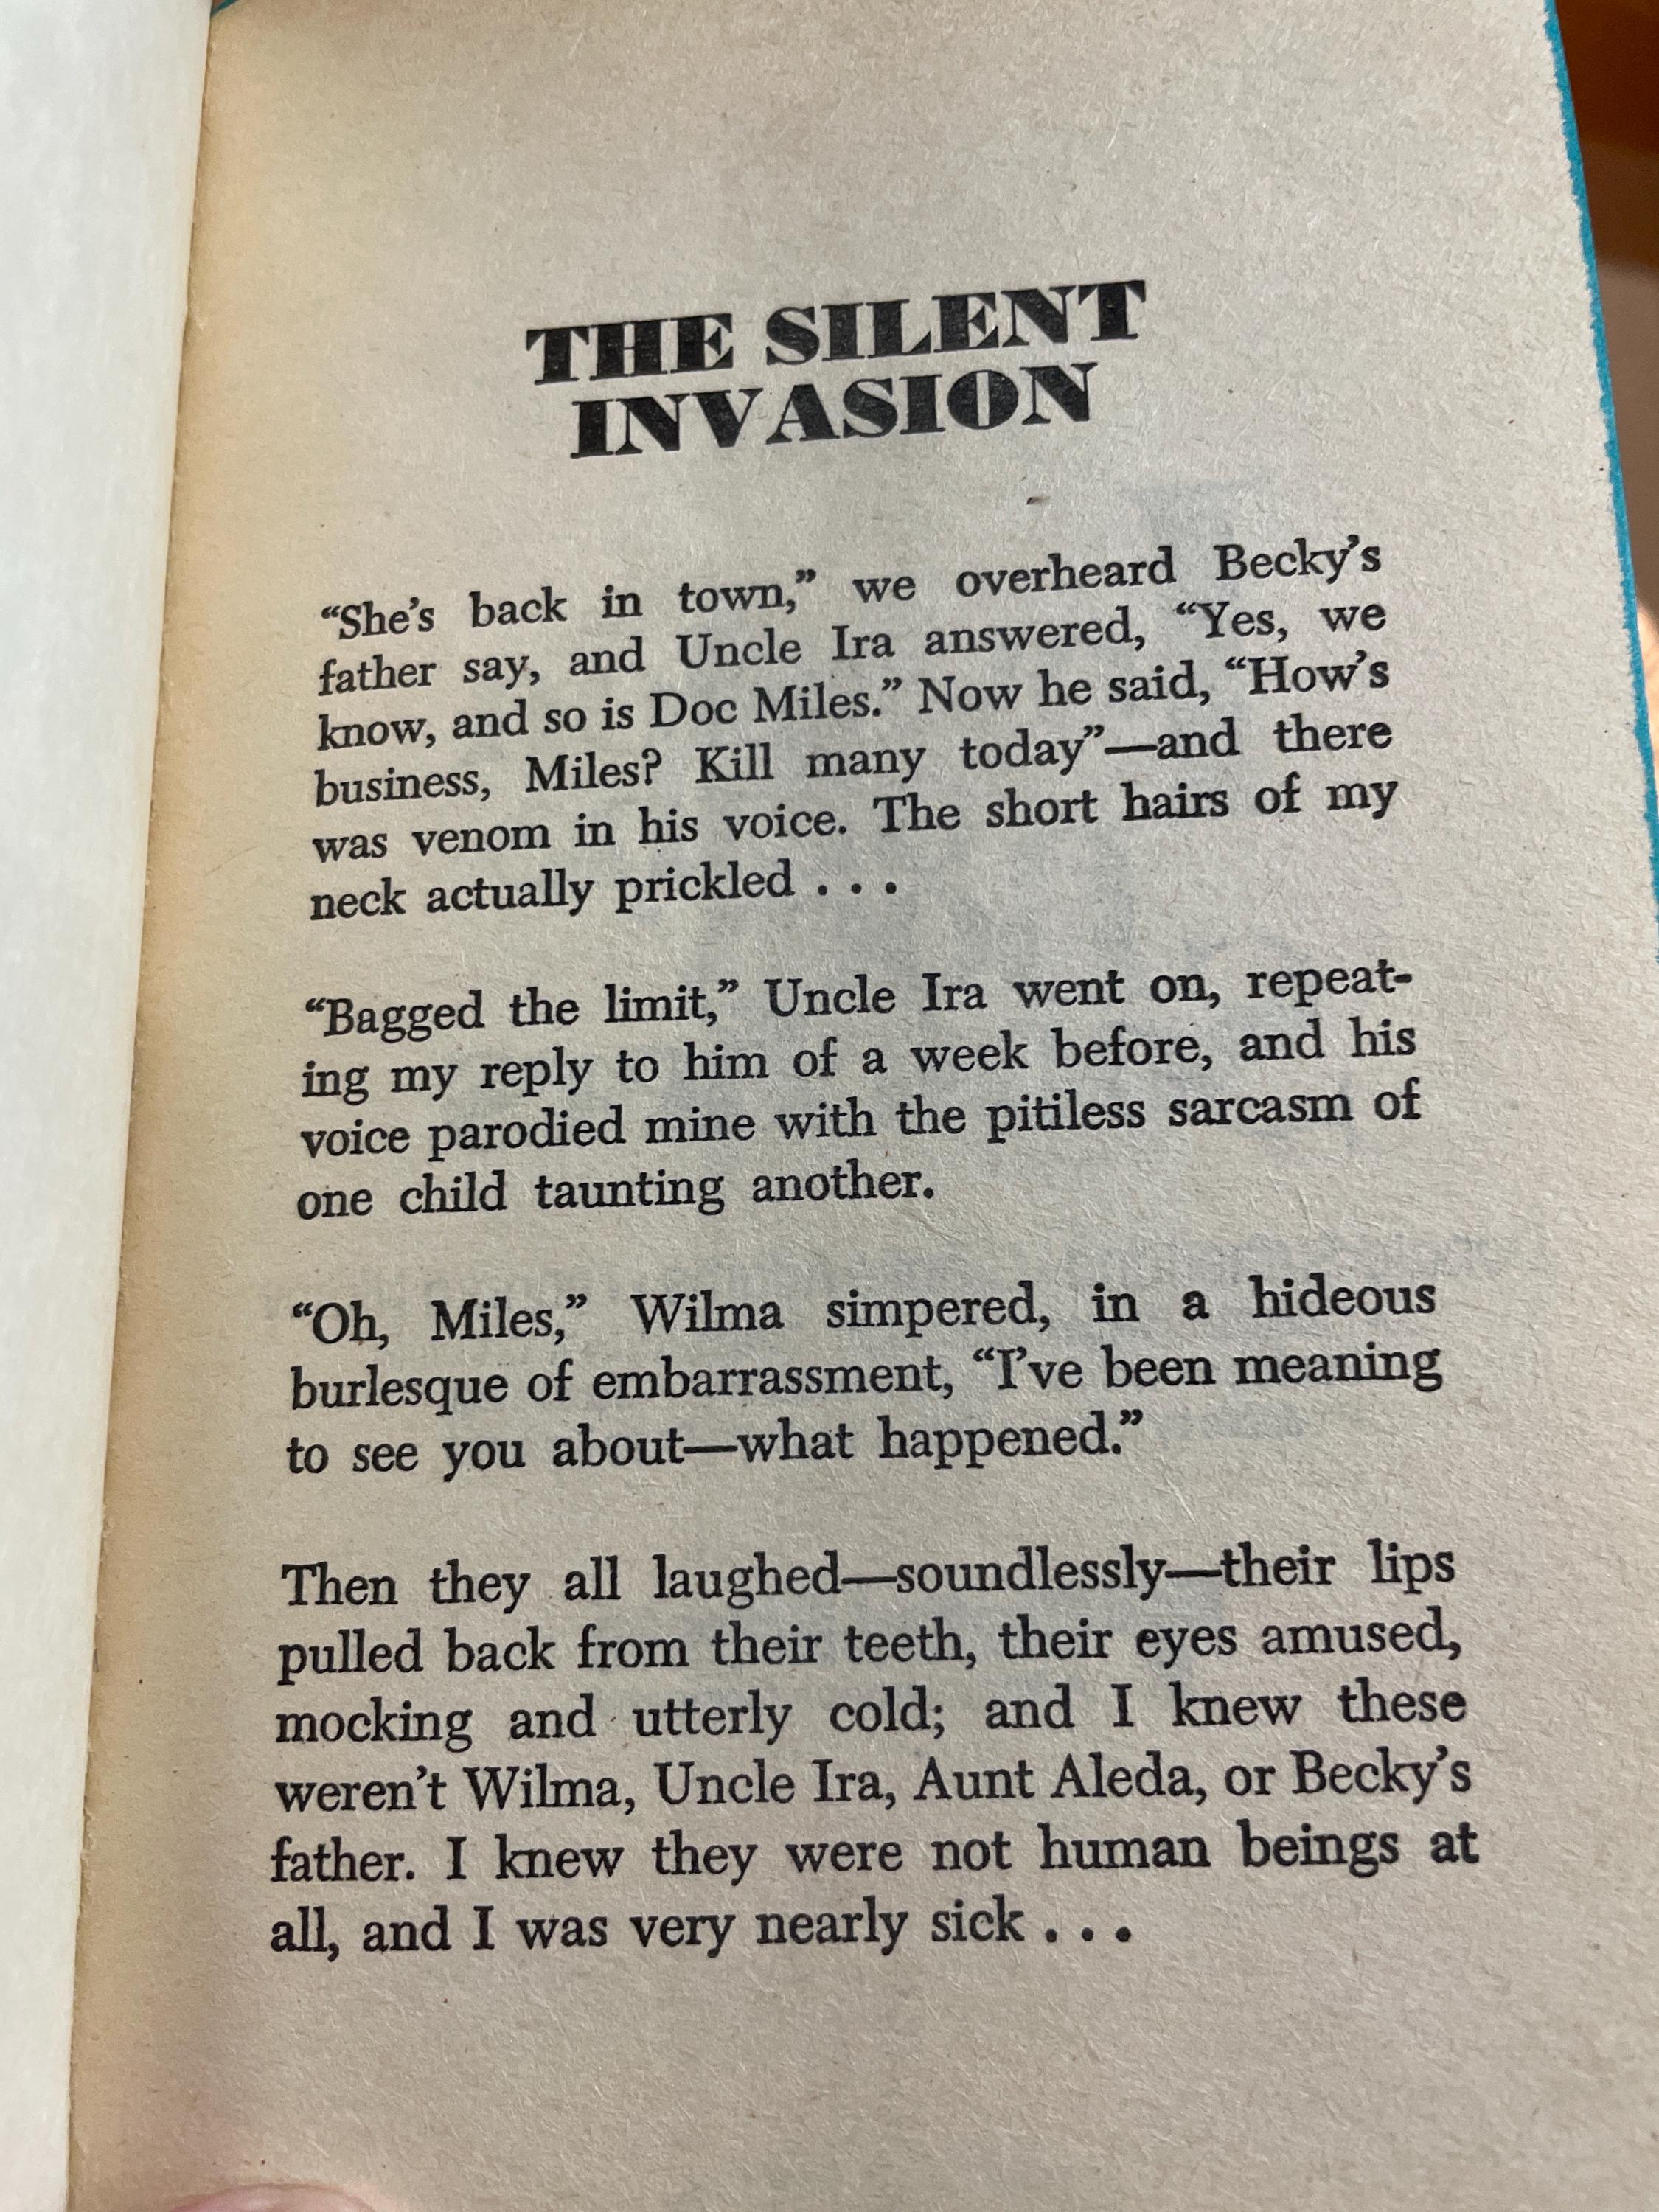 THE SILENT
INVASION
“She’s back in town,” we overheard Becky’s
father say, and Uncle Ira answered, “Yes, we
know, and so is Doc Miles.” Now he said, “How’s
business, Miles? Kill many today”—and there
was venom in his voice. The short hairs of my
neck actually prickled . . .
“Bagged the limit,” Uncle Ira went on, repeat-
ing my reply to him of a week before, and his
voice parodied mine with the pitiless sarcasm of
one child taunting another.
“Oh, Miles,” Wilma simpered, in a hideous
burlesque of embarrassment, “I’ve been meaning
to see you about—what happened.”
Then they all laughed—soundlessly—their lips
pulled back from their teeth, their eyes amused,
mocking and utterly cold; and I knew these
weren’t Wilma, Uncle Ira, Aunt Aleda, or Becky’s
father. I knew they were not human beings at
all, and I was very nearly sick . . .